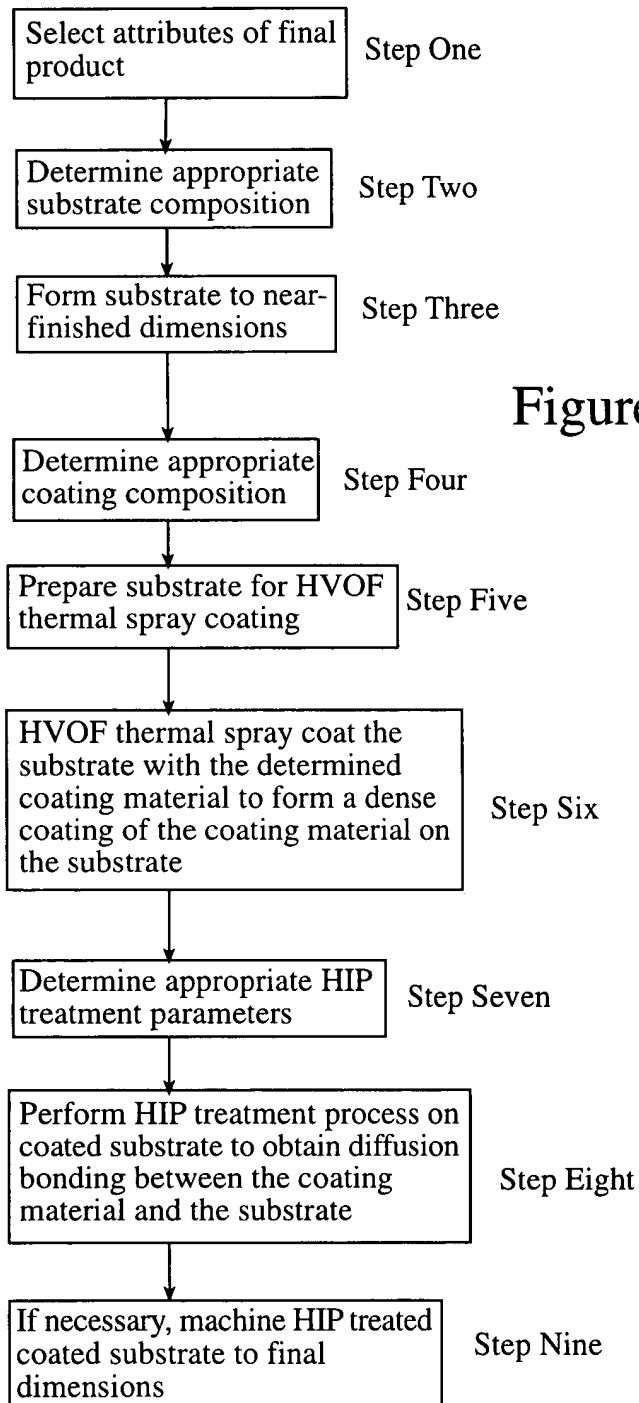 Select attributes of final
product
Step One
Determine appropriate
substrate composition
Step Two
Form substrate to near-
finished dimensions
Step Three
Figure
Determine appropriate
coating composition
Step Four
Prepare substrate for HVOF
thermal spray coating
Step Five
HVOF thermal spray coat the
substrate with the determined
coating material to form a dense
coating of the coating material on
the substrate
Step Six
Determine appropriate HIP
treatment parameters
Step Seven
Perform HIP treatment process on
coated substrate to obtain diffusion
bonding between the coating
material and the substrate
Step Eight
If necessary, machine HIP treated
coated substrate to final
dimensions
Step Nine